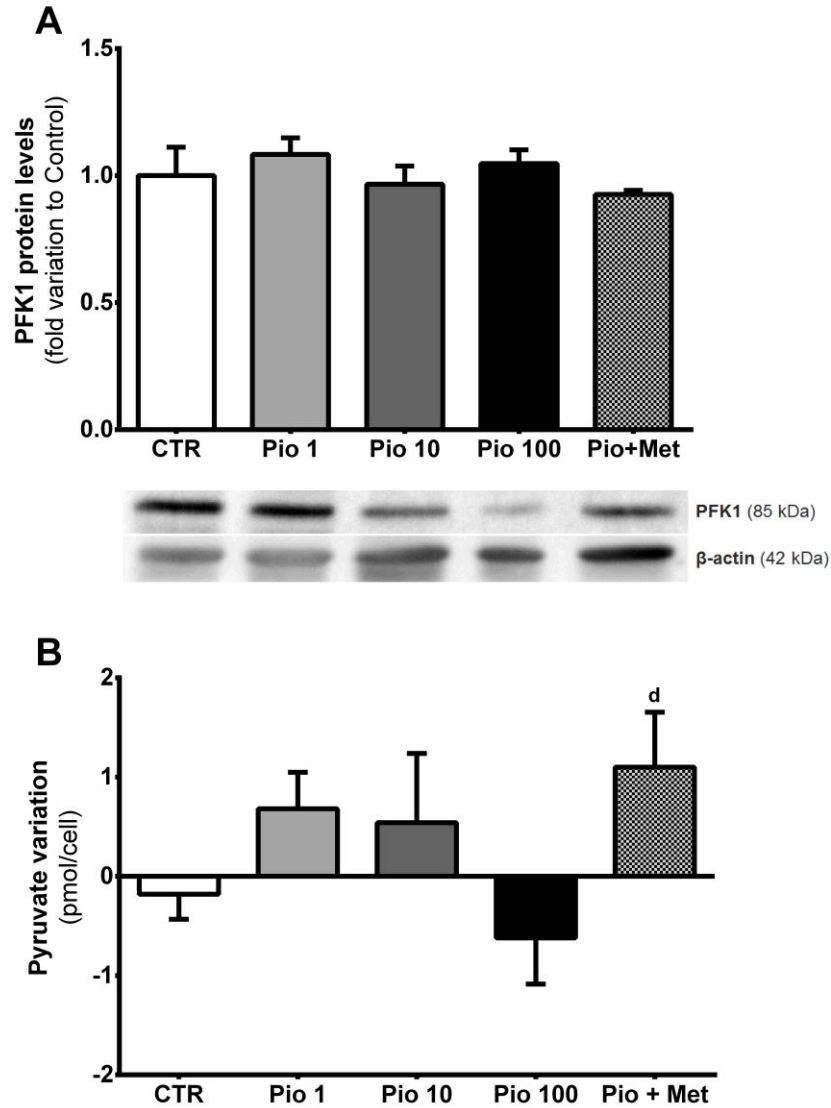 A
PFK1 protein levels
(fold variation to Control)
1.5
1.0
0.5
0.0
CTR Pio 1 Pio 10 Pio 100 Pio+Met
PFK1 (85 kDa)
β-actin (42 kDa)
B
Pyruvate variation
(pmol/cell)
2
1
0
-1
-2
d
CTR Pio 1 Pio 10 Pio 100 Pio + Met